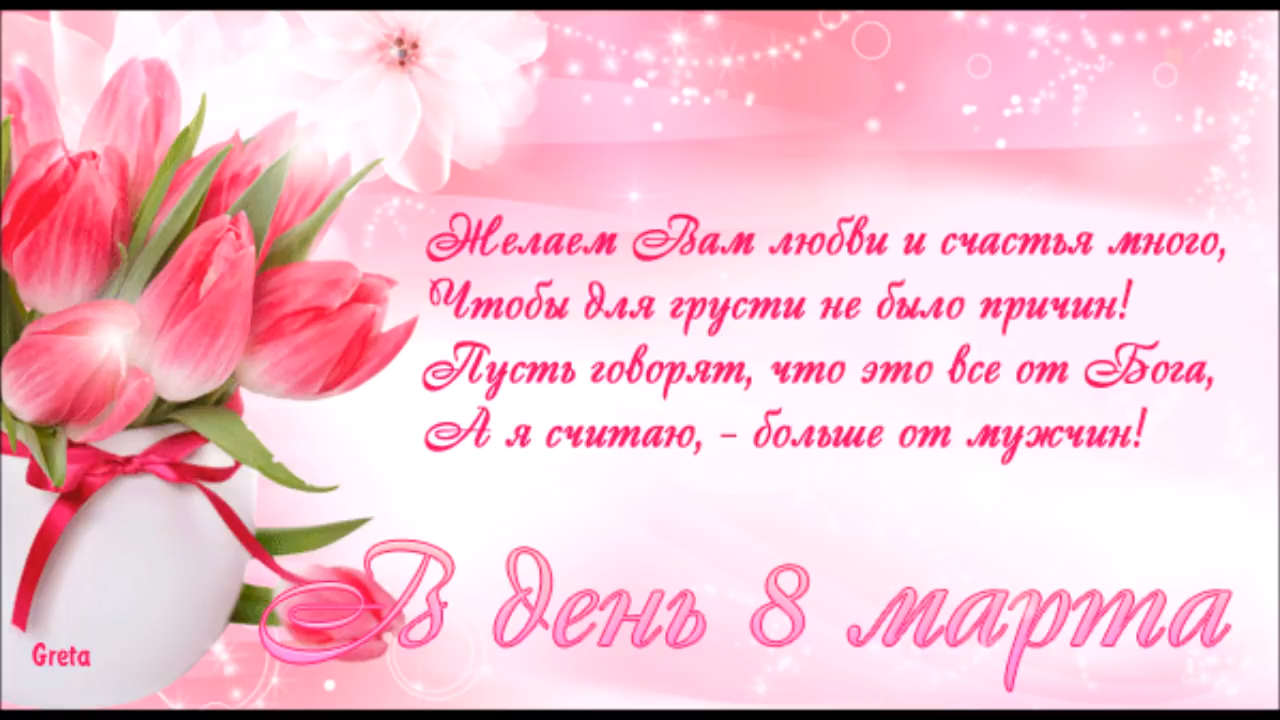 Желаем Вам любви и счастья много,
Чтобы для грусти не было причин!
Пусть говорят, что это все от Бога,
А я считаю, - больше от мужчин!
В день 8 марта
Greta